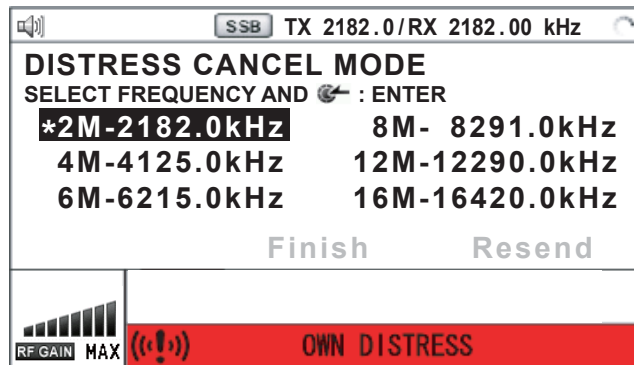 SSB TX 2182.0/RX 2182.00 kHz
DISTRESS CANCEL MODE
SELECT FREQUENCY AND : ENTER
*2M-2182.0kHz 8M- 8291.0kHz
4M-4125.0kHz 12M-12290.0kHz
6M-6215.0kHz 16M-16420.0kHz
Finish Resend
RF GAIN MAX OWN DISTRESS